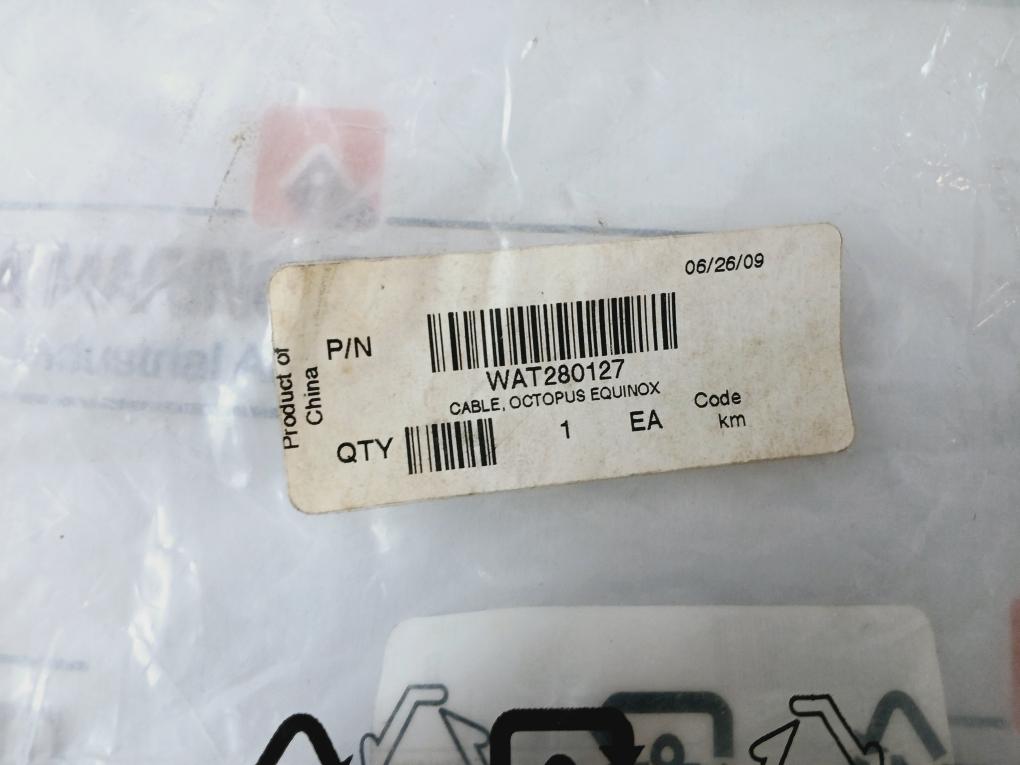 06/26/09
Product of
China
P/N
WAT280127
CABLE, OCTOPUS EQUINOX
QTY 1 EA
Code
km